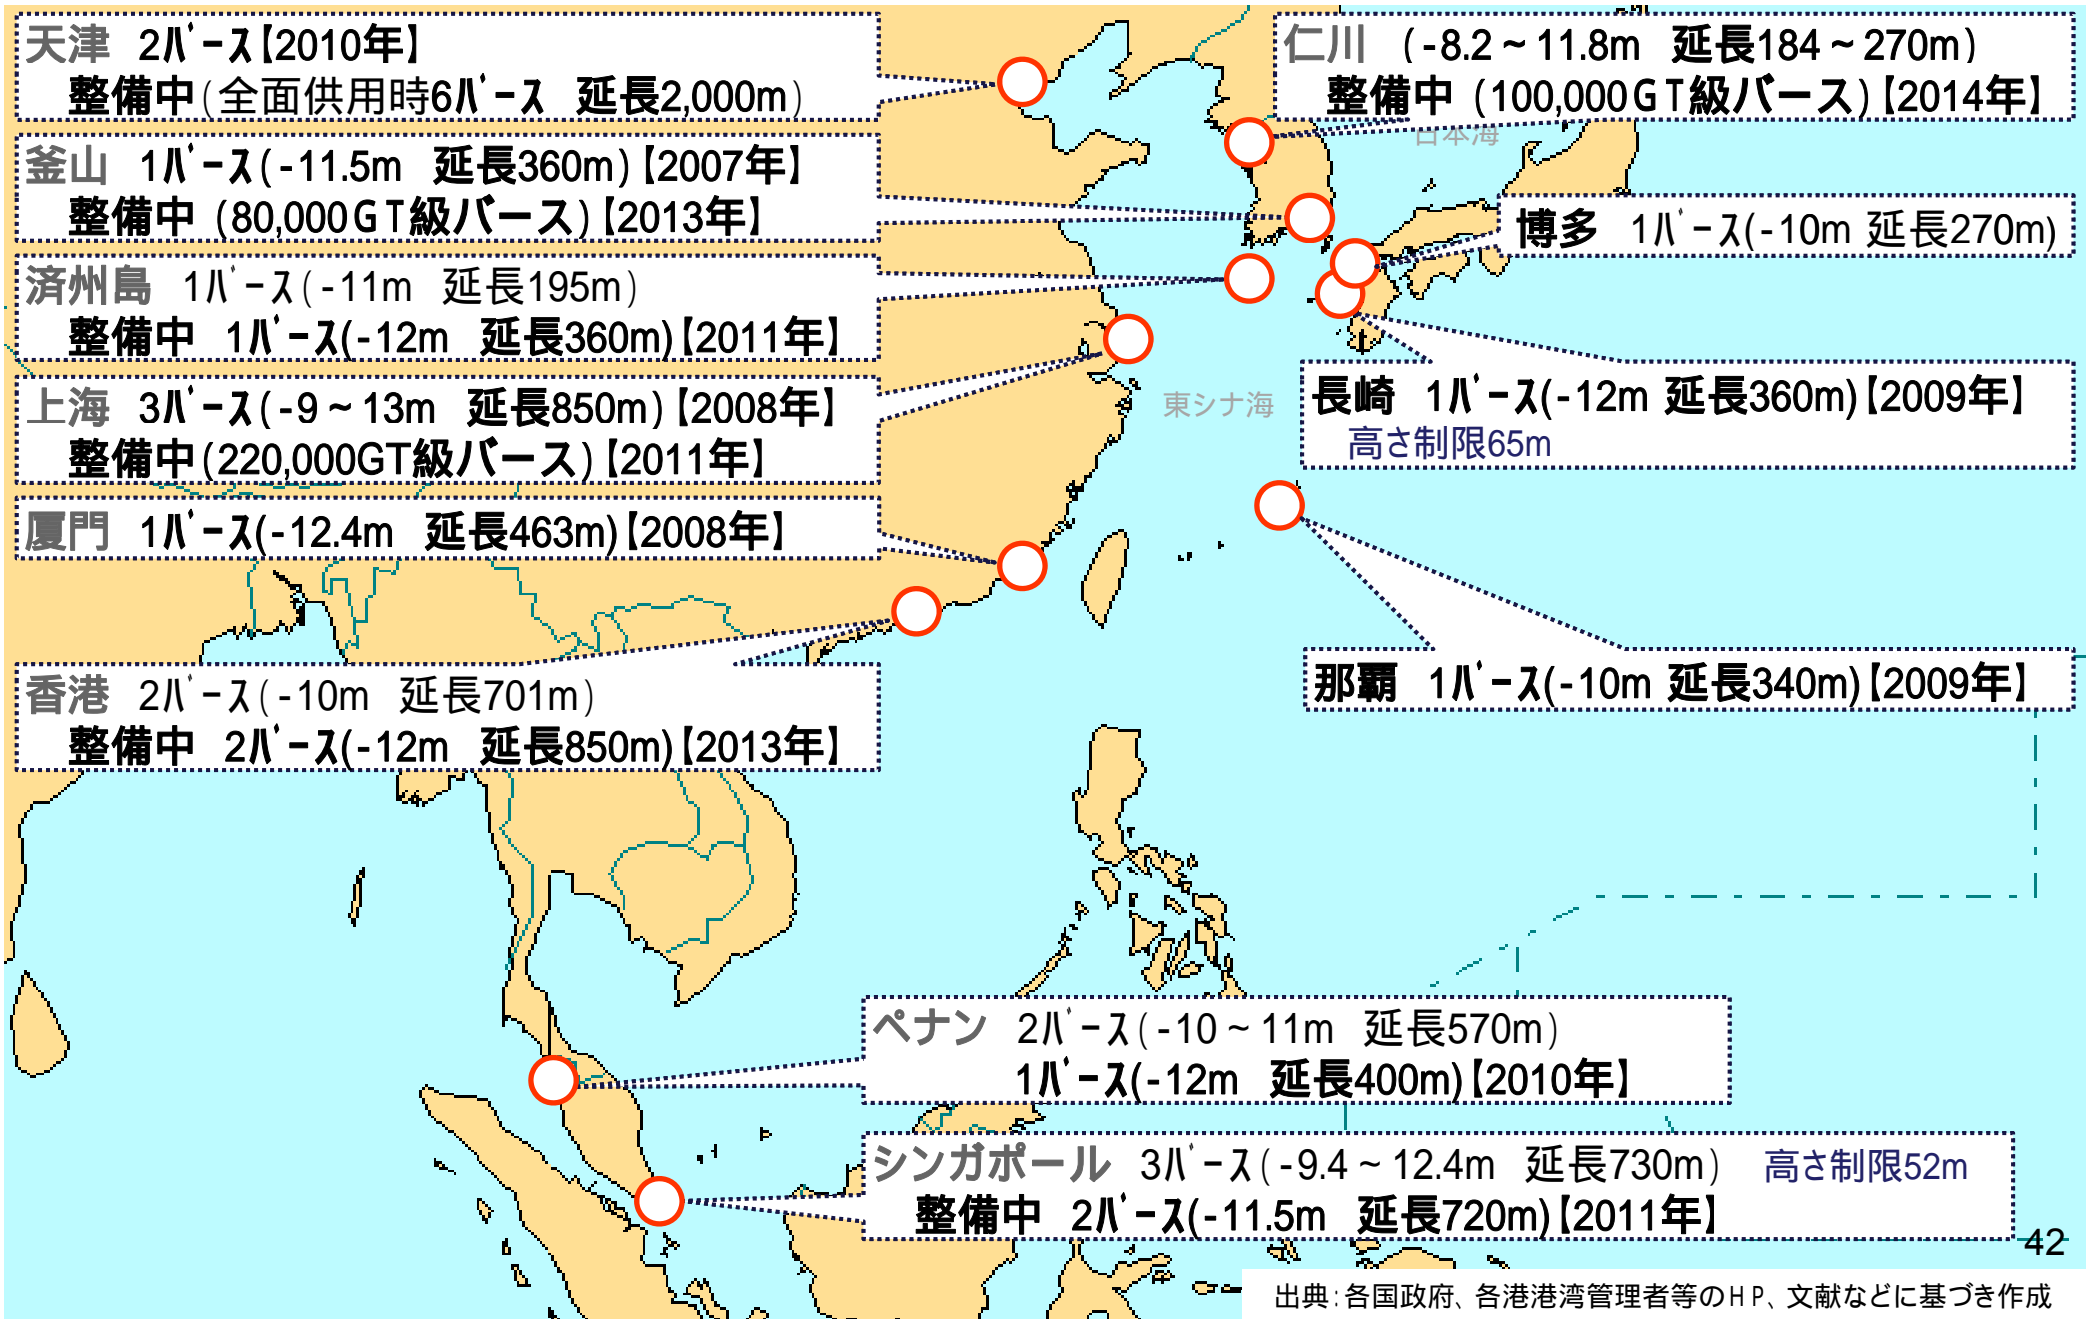 天津 2バース【2010年】
整備中(全面供用時6バース 延長2,000m)
釜山 1バース(-11.5m 延長360m)【2007年】
整備中 (80,000GT級バース)【2013年】
済州島 1バース(-11m 延長195m)
整備中 1バース(-12m 延長360m)【2011年】
上海 3バース(-9~13m 延長850m)【2008年】
整備中(220,000GT級バース)【2011年】
厦門 1バース(-12.4m 延長463m)【2008年】
香港 2バース(-10m 延長701m)
整備中 2バース(-12m 延長850m)【2013年】
仁川 (-8.2~11.8m 延長184~270m)
整備中 (100,000GT級バース)【2014年】
日本海
博多 1バース(-10m 延長270m)
東シナ海
長崎 1バース(-12m 延長360m)【2009年】
高さ制限65m
那覇 1バース(-10m 延長340m)【2009年】
ペナン 2バース(-10~11m 延長570m)
1バース(-12m 延長400m)【2010年】
シンガポール 3バース(-9.4~12.4m 延長730m) 高さ制限52m
整備中 2バース(-11.5m 延長720m)【2011年】
42
出典:各国政府、各港港湾管理者等のHP、文献などに基づき作成